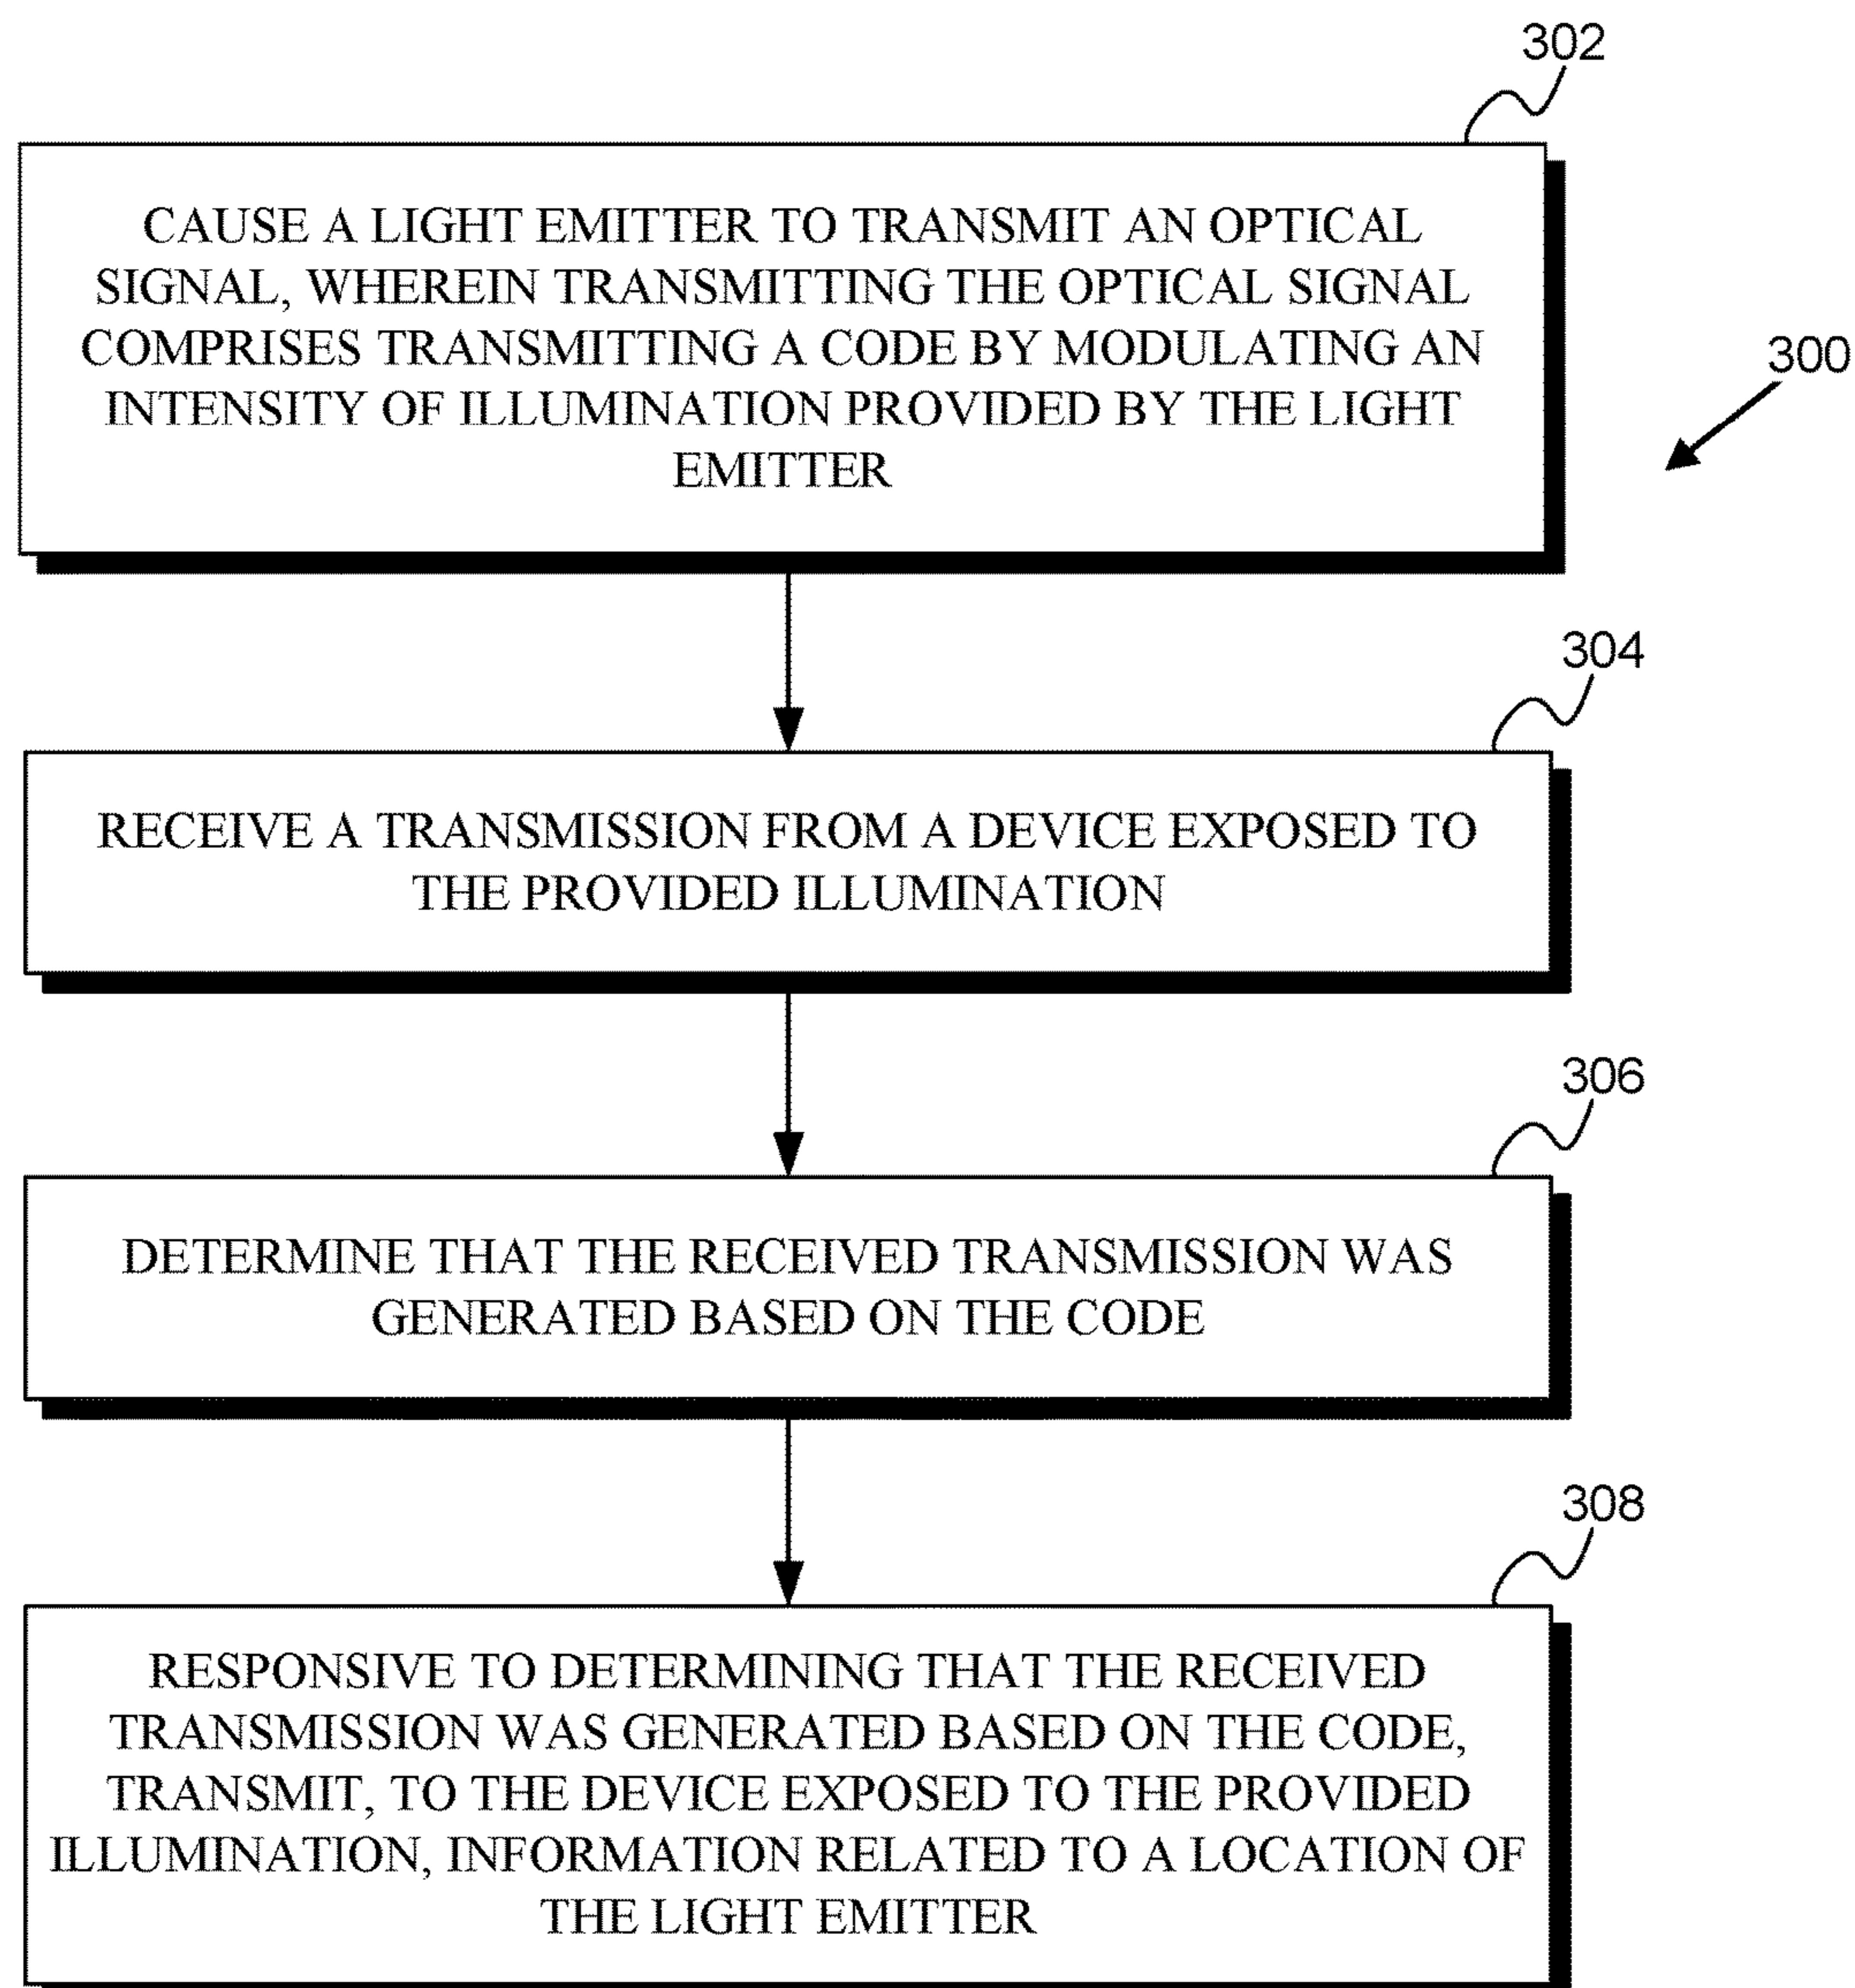 302
CAUSE A LIGHT EMITTER TO TRANSMIT AN OPTICAL
SIGNAL, WHEREIN TRANSMITTING THE OPTICAL SIGNAL
COMPRISES TRANSMITTING A CODE BY MODULATING AN
INTENSITY OF ILLUMINATION PROVIDED BY THE LIGHT
EMITTER
300
304
RECEIVE A TRANSMISSION FROM A DEVICE EXPOSED TO
THE PROVIDED ILLUMINATION
306
DETERMINE THAT THE RECEIVED TRANSMISSION WAS
GENERATED BASED ON THE CODE
308
RESPONSIVE TO DETERMINING THAT THE RECEIVED
TRANSMISSION WAS GENERATED BASED ON THE CODE,
TRANSMIT, TO THE DEVICE EXPOSED TO THE PROVIDED
ILLUMINATION, INFORMATION RELATED TO A LOCATION OF
THE LIGHT EMITTER